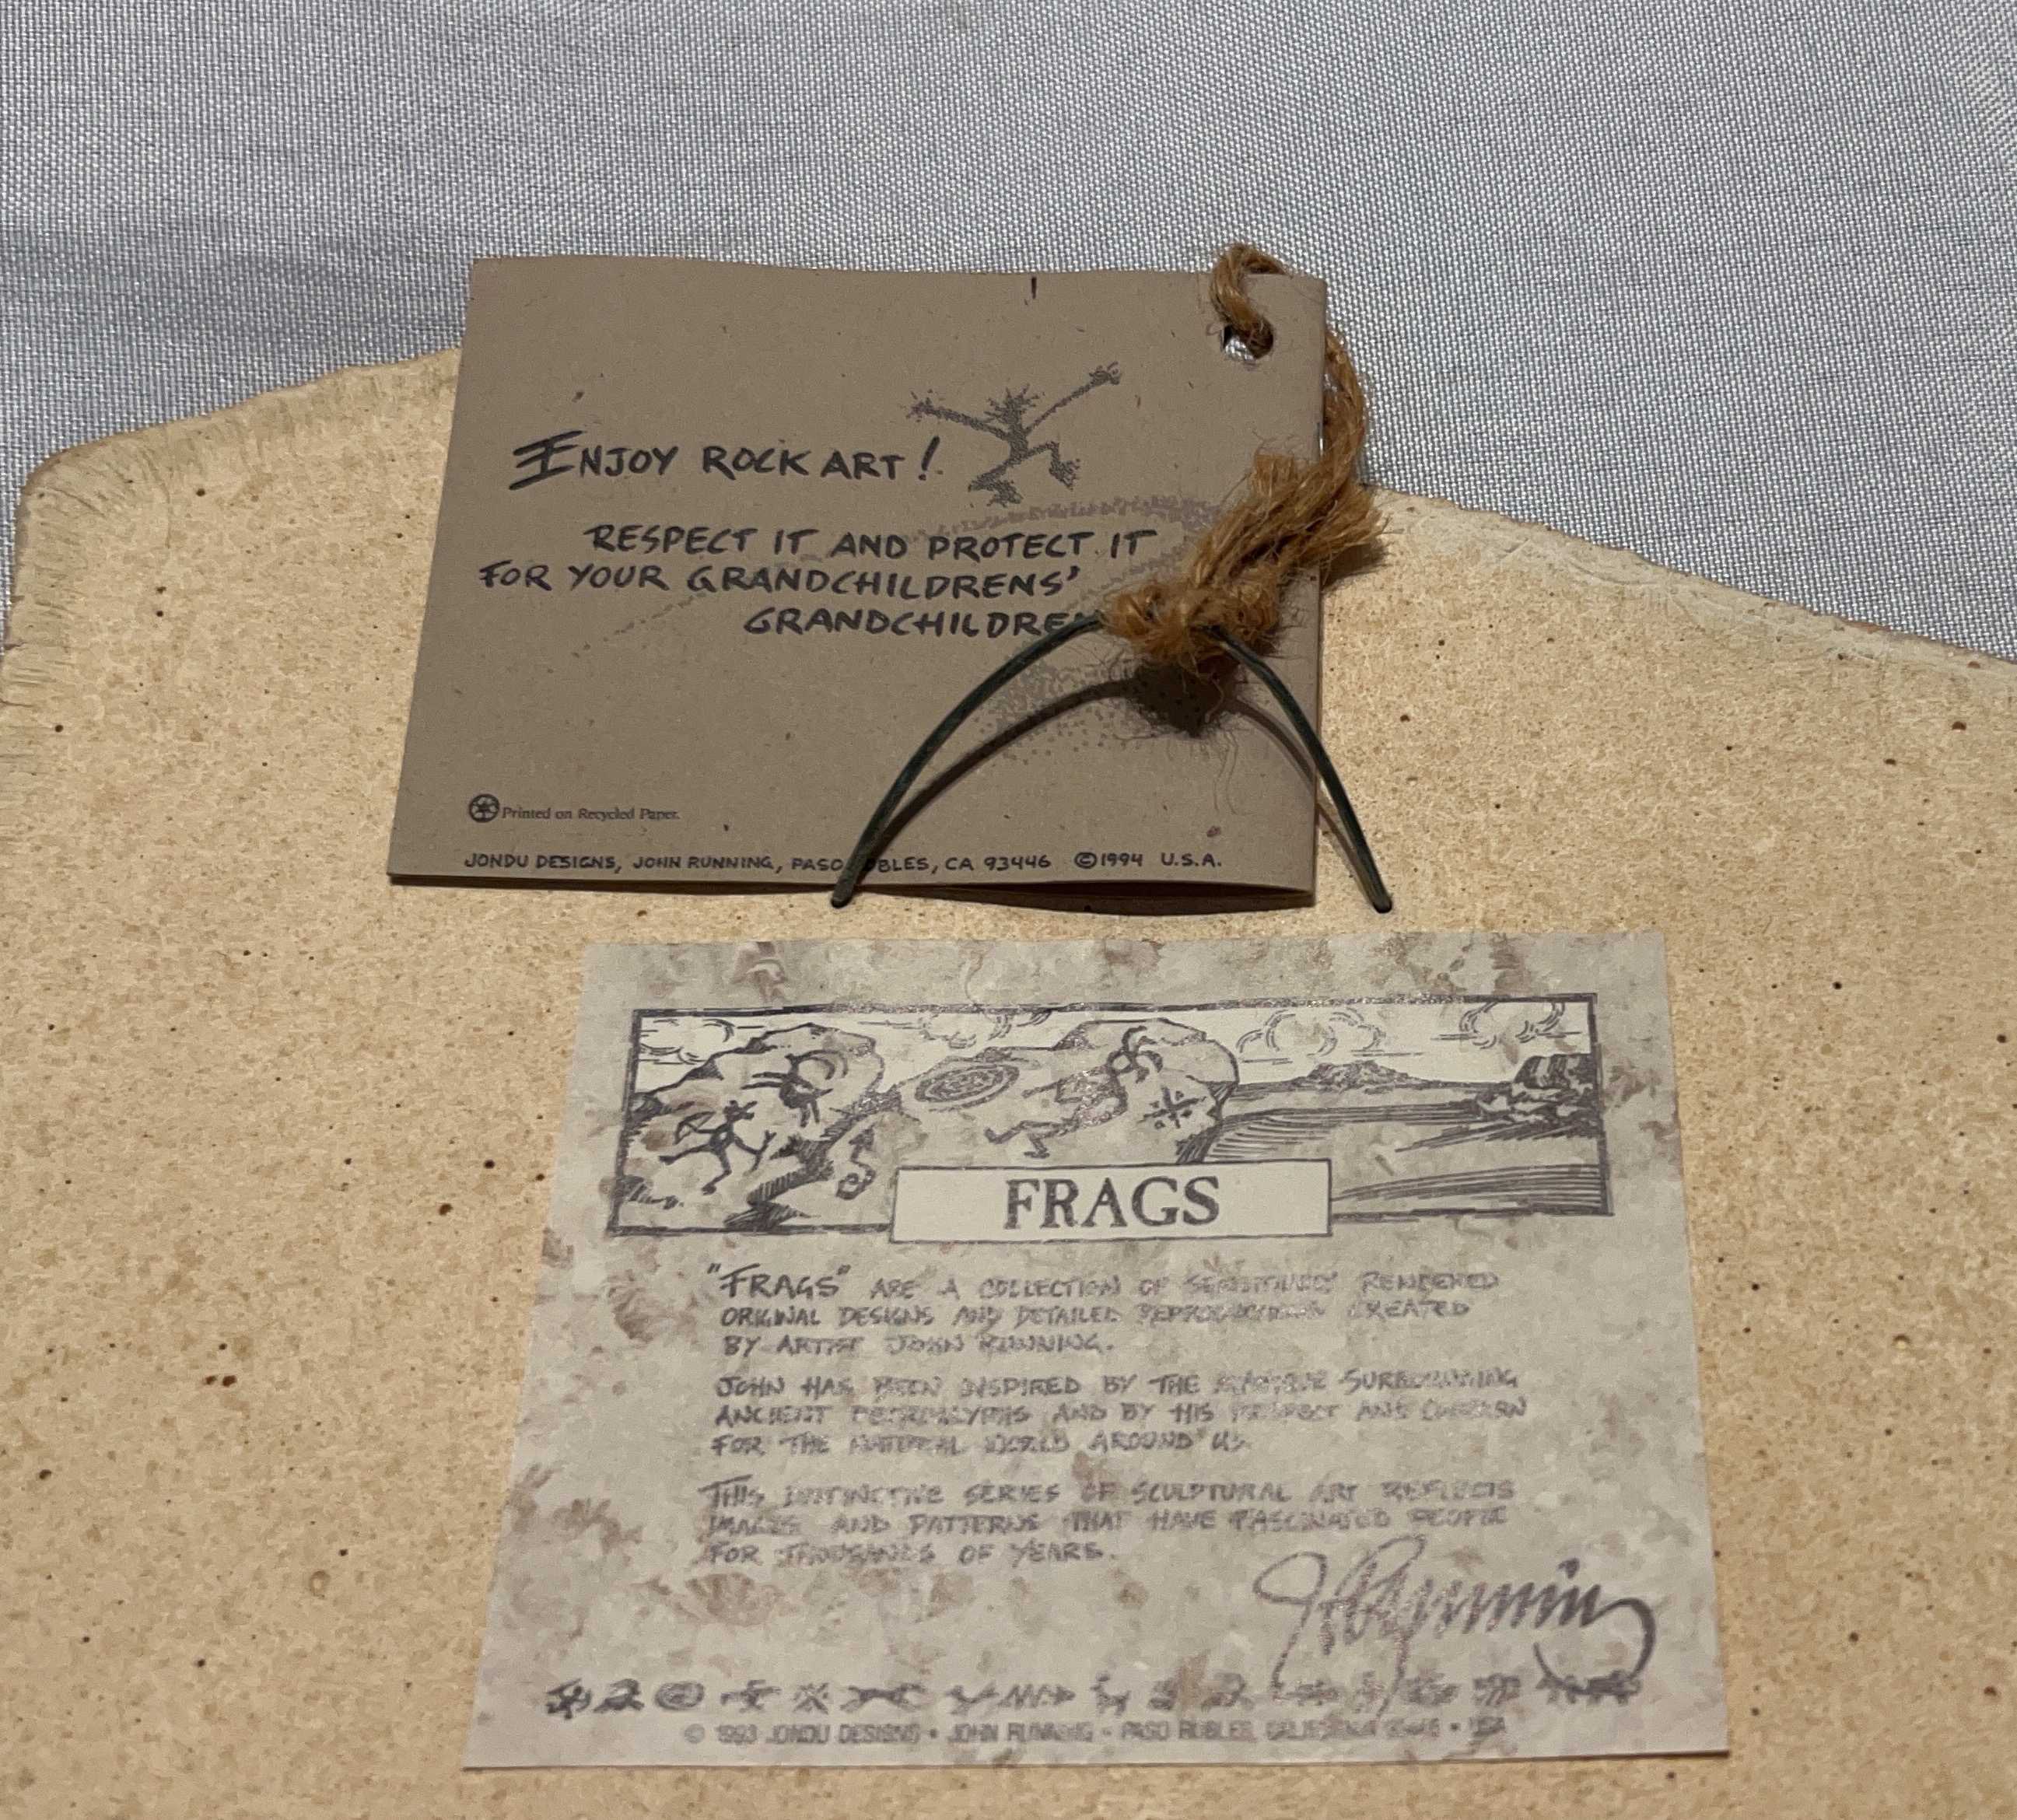 ENJOY ROCK ART!
RESPECT IT AND PROTECT IT
FOR YOUR GRANDCHILDRENS'
GRANDCHILDREN
Printed on Recycled Paper.
JONDU DESIGNS, JOHN RUNNING, PASO ROBLES, CA 93446 ©1994 U.S.A.
FRAGS
"FRAGS" ARE A COLLECTION OF RENDERED
ORIGINAL DESIGNS AND DETAILED REPRODUCTIONS CREATED
BY ARTIST JOHN RUNNING.
JOHN HAS BEEN INSPIRED BY THE SURROUNDING
ANCIENT PETROGLYPHS AND BY HIS RESPECT AND CONCERN
FOR THE NATURAL WORLD AROUND US.
THIS DISTINCTIVE SERIES OF SCULPTURAL ART REFLECTS
IMAGES AND PATTERNS THAT HAVE FASCINATED PEOPLE
FOR THOUSANDS OF YEARS.
J Running
© 1993 JONDU DESIGNS • JOHN RUNNING • PASO ROBLES, CALIFORNIA 93446 • USA